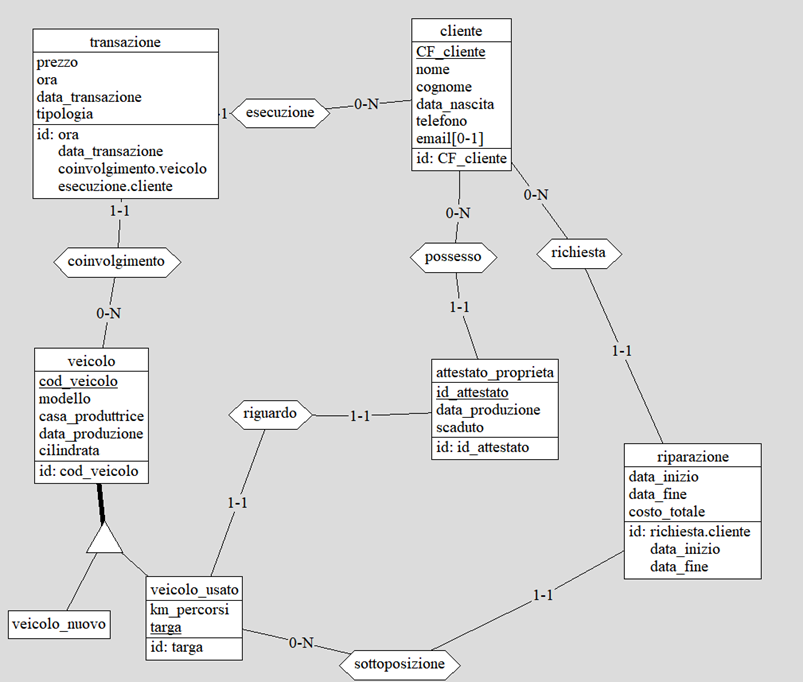 transazione
prezzo
ora
data_transazione
tipologia
id: ora
data_transazione
coinvolgimento.veicolo
esecuzione.cliente
-1
esecuzione
0-N
cliente
CF_cliente
nome
cognome
data_nascita
telefono
email[0-1]
id: CF_cliente
1-1
coinvolgimento
0-N
0-N
possesso
1-1
0-N
richiesta
1-1
veicolo
cod_veicolo
modello
casa_produttrice
data_produzione
cilindrata
id: cod_veicolo
riguardo
1-1
1-1
attestato_proprieta
id_attestato
data_produzione
scaduto
id: id_attestato
riparazione
data_inizio
data_fine
costo_totale
id: richiesta.cliente
data_inizio
data_fine
veicolo_nuovo
veicolo_usato
km_percorsi
targa
id: targa
0-N
sottoposizione
1-1